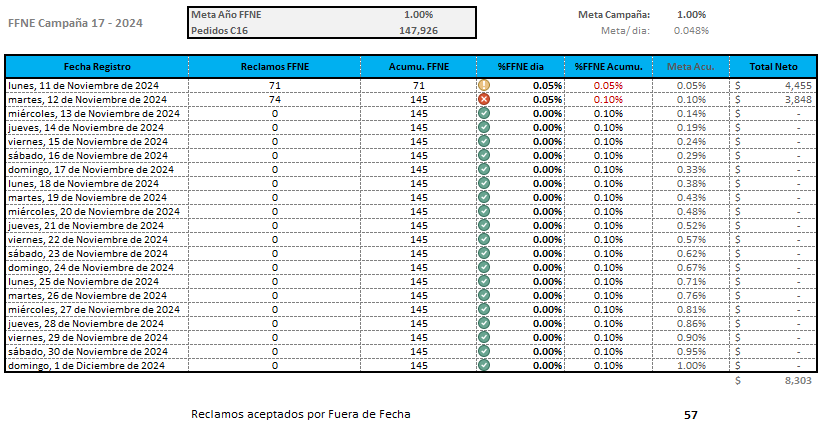 FFNE Campaña 17 - 2024
Meta Año FFNE 1.00%
Pedidos C16 147,926
Meta Campaña: 1.00%
Meta/ dia: 0.048%
Fecha Registro Reclamos FFNE Acumu. FFNE %FFNE dia %FFNE Acumu. Meta Acu. Total Neto
lunes, 11 de Noviembre de 2024 71 71 0.05% 0.05% 0.05% $ 4,455
martes, 12 de Noviembre de 2024 74 145 0.05% 0.10% 0.10% $ 3,848
miércoles, 13 de Noviembre de 2024 0 145 0.00% 0.10% 0.14% $ -
jueves, 14 de Noviembre de 2024 0 145 0.00% 0.10% 0.19% $ -
viernes, 15 de Noviembre de 2024 0 145 0.00% 0.10% 0.24% $ -
sábado, 16 de Noviembre de 2024 0 145 0.00% 0.10% 0.29% $ -
domingo, 17 de Noviembre de 2024 0 145 0.00% 0.10% 0.33% $ -
lunes, 18 de Noviembre de 2024 0 145 0.00% 0.10% 0.38% $ -
martes, 19 de Noviembre de 2024 0 145 0.00% 0.10% 0.43% $ -
miércoles, 20 de Noviembre de 2024 0 145 0.00% 0.10% 0.48% $ -
jueves, 21 de Noviembre de 2024 0 145 0.00% 0.10% 0.52% $ -
viernes, 22 de Noviembre de 2024 0 145 0.00% 0.10% 0.57% $ -
sábado, 23 de Noviembre de 2024 0 145 0.00% 0.10% 0.62% $ -
domingo, 24 de Noviembre de 2024 0 145 0.00% 0.10% 0.67% $ -
lunes, 25 de Noviembre de 2024 0 145 0.00% 0.10% 0.71% $ -
martes, 26 de Noviembre de 2024 0 145 0.00% 0.10% 0.76% $ -
miércoles, 27 de Noviembre de 2024 0 145 0.00% 0.10% 0.81% $ -
jueves, 28 de Noviembre de 2024 0 145 0.00% 0.10% 0.86% $ -
viernes, 29 de Noviembre de 2024 0 145 0.00% 0.10% 0.90% $ -
sábado, 30 de Noviembre de 2024 0 145 0.00% 0.10% 0.95% $ -
domingo, 1 de Diciembre de 2024 0 145 0.00% 0.10% 1.00% $ -
$ 8,303
Reclamos aceptados por Fuera de Fecha 57